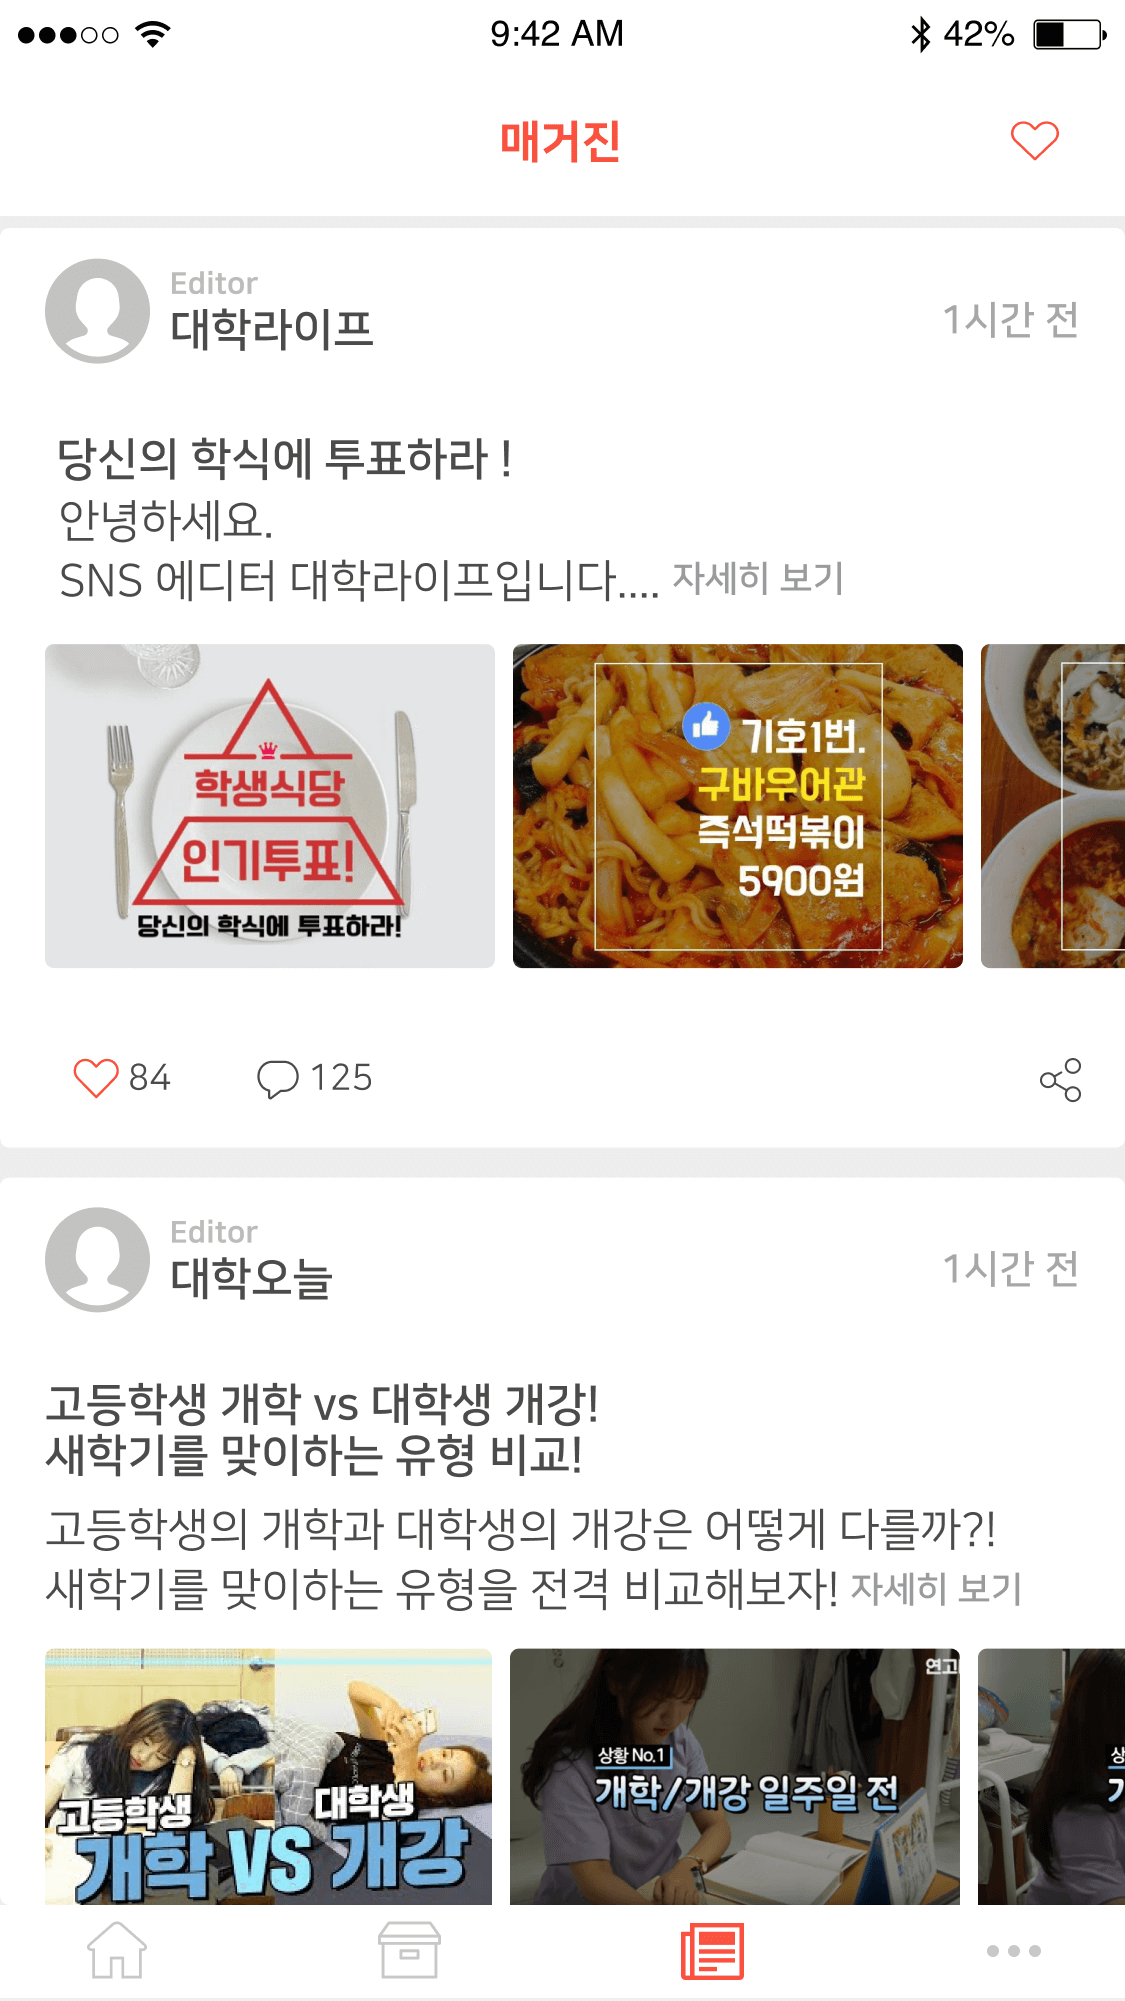 9:42 AM
42%
매거진
Editor
대학라이프
1시간 전
당신의 학식에 투표하라 !
안녕하세요.
SNS 에디터 대학라이프입니다.... 자세히 보기
학생식당
인기투표!
당신의 학식에 투표하라!
기호1번.
구바우어관
즉석떡볶이
5900원
84
125
Editor
대학오늘
1시간 전
고등학생 개학 vs 대학생 개강!
새학기를 맞이하는 유형 비교!
고등학생의 개학과 대학생의 개강은 어떻게 다를까?!
새학기를 맞이하는 유형을 전격 비교해보자! 자세히 보기
고등학생 대학생
개학 VS 개강
연고
상황 No.1
개학/개강 일주일 전